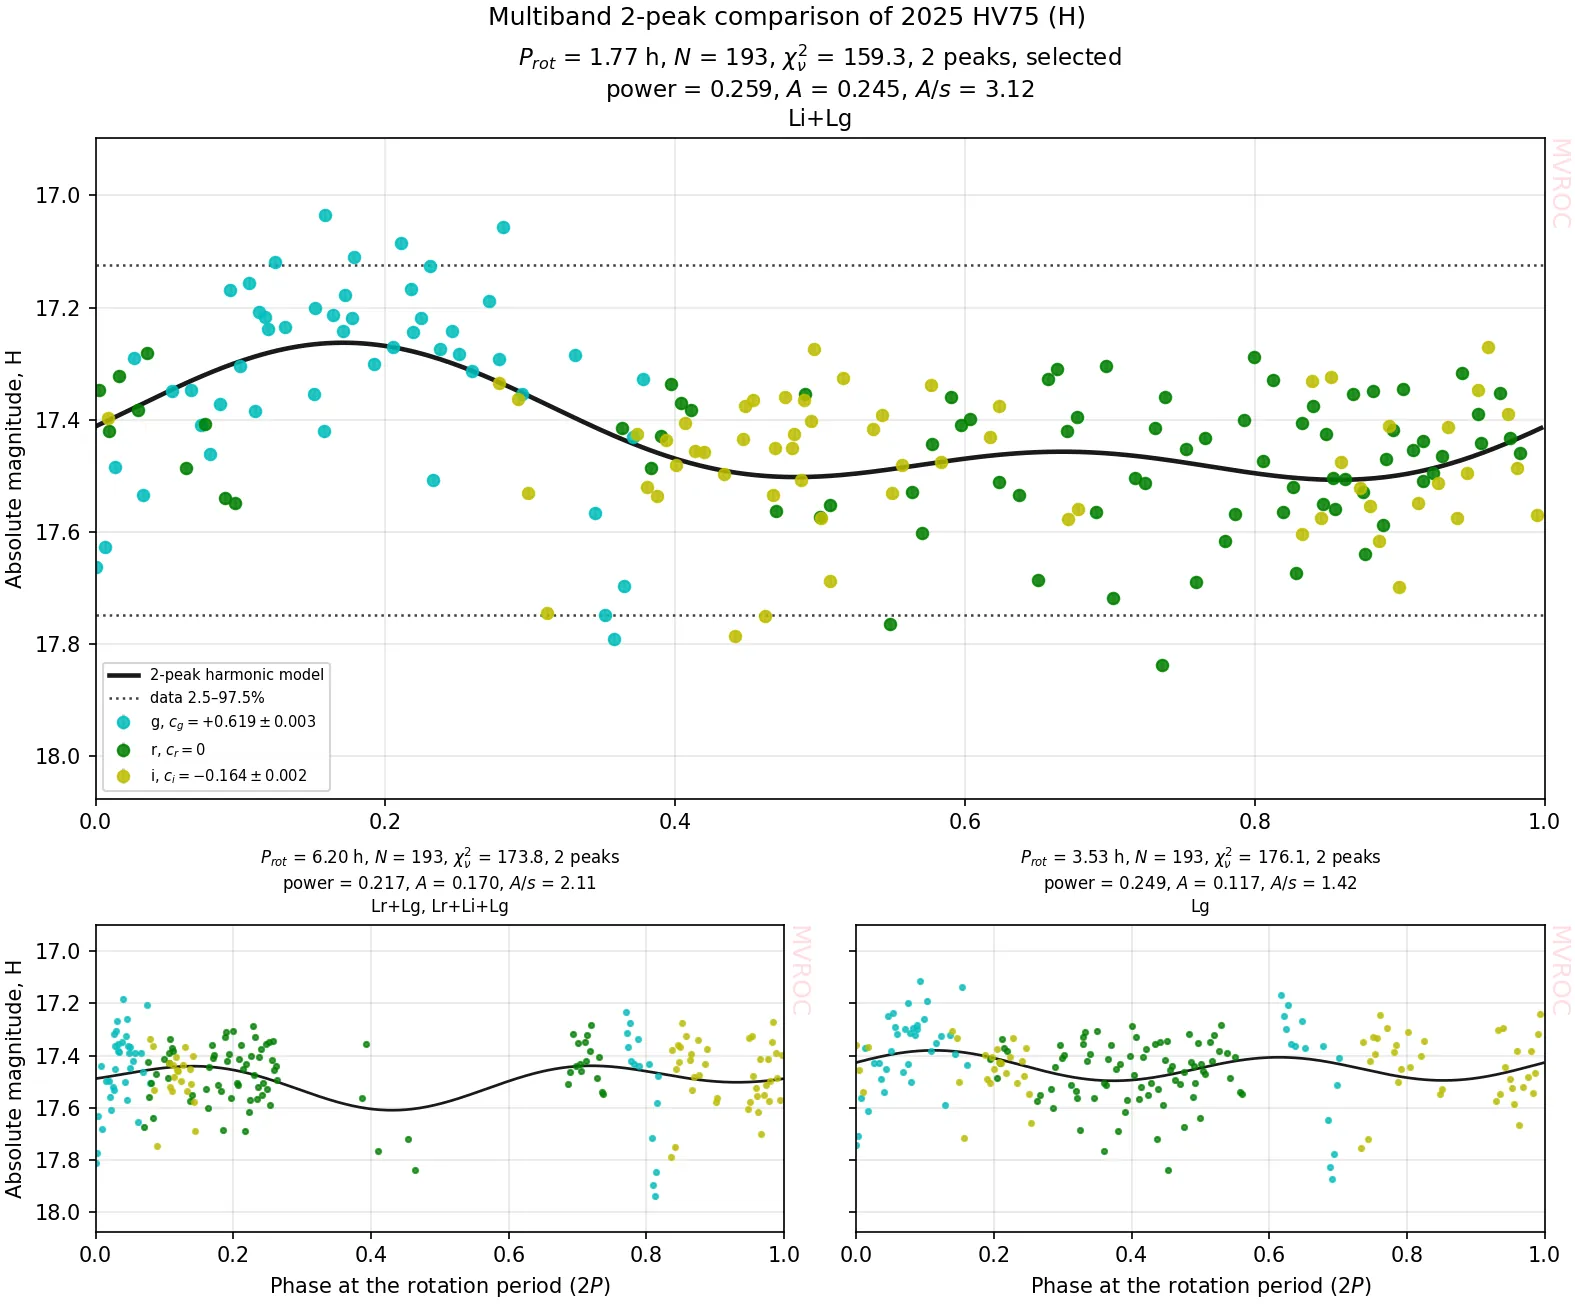 Multiband 2-peak comparison of 2025 HV75 (H)
P_rot = 1.77 h, N = 193, χ²_ν = 159.3, 2 peaks, selected
power = 0.259, A = 0.245, A/s = 3.12
Li+Lg
Absolute magnitude, H
17.0
17.2
17.4
17.6
17.8
18.0
2-peak harmonic model
data 2.5–97.5%
g, c_g = +0.619 ± 0.003
r, c_r = 0
i, c_i = −0.164 ± 0.002
0.0 0.2 0.4 0.6 0.8 1.0
MVROC
P_rot = 6.20 h, N = 193, χ²_ν = 173.8, 2 peaks
power = 0.217, A = 0.170, A/s = 2.11
Lr+Lg, Lr+Li+Lg
Absolute magnitude, H
17.0
17.2
17.4
17.6
17.8
18.0
0.0 0.2 0.4 0.6 0.8 1.0
Phase at the rotation period (2P)
MVROC
P_rot = 3.53 h, N = 193, χ²_ν = 176.1, 2 peaks
power = 0.249, A = 0.117, A/s = 1.42
Lg
0.0 0.2 0.4 0.6 0.8 1.0
Phase at the rotation period (2P)
MVROC